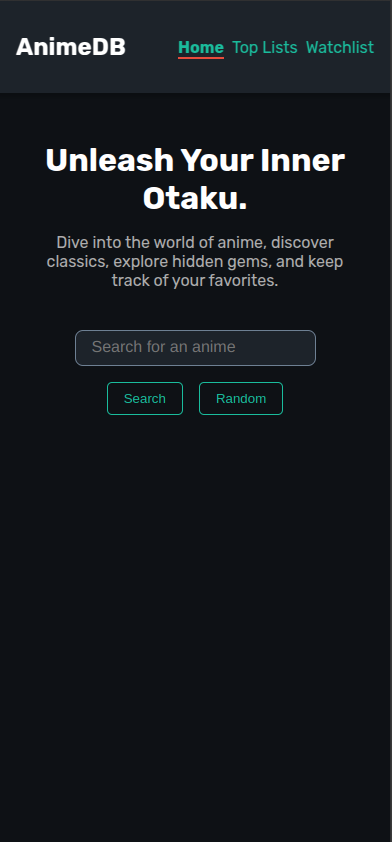 AnimeDB
Home Top Lists Watchlist
Unleash Your Inner
Otaku.
Dive into the world of anime, discover
classics, explore hidden gems, and keep
track of your favorites.
Search for an anime
Search
Random